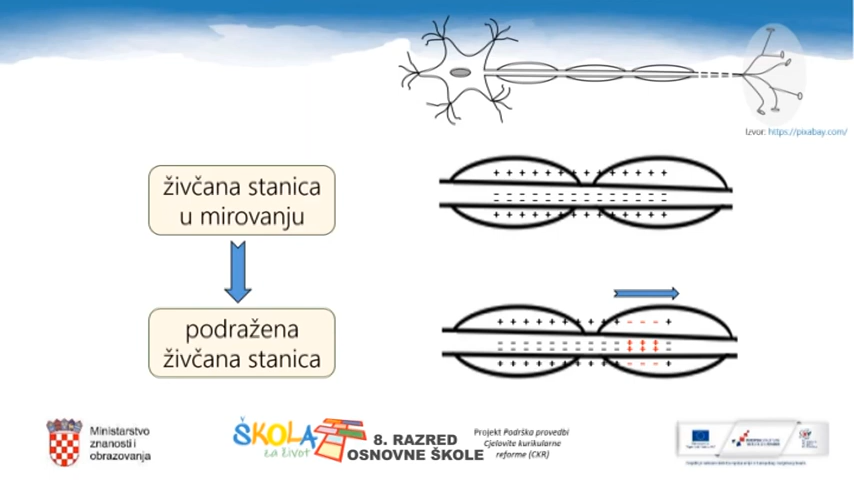 Izvor: https://pixabay.com/
živčana stanica
u mirovanju
podražena
živčana stanica
Ministarstvo
znanosti i
obrazovanja
ŠKOLA
za život
8. RAZRED
OSNOVNE ŠKOLE
Projekt Podrška provedbi
Cjelovite kurikularne
reforme (CKR)